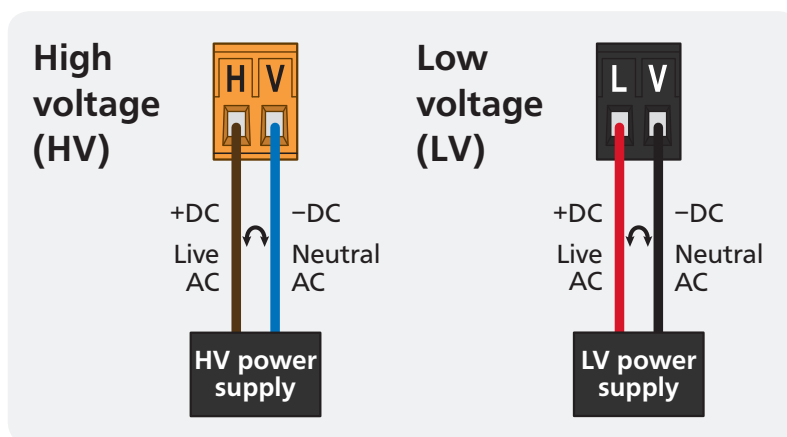 High
voltage
(HV)
H V
+DC
−DC
Live
AC
Neutral
AC
HV power
supply
Low
voltage
(LV)
L V
+DC
−DC
Live
AC
Neutral
AC
LV power
supply